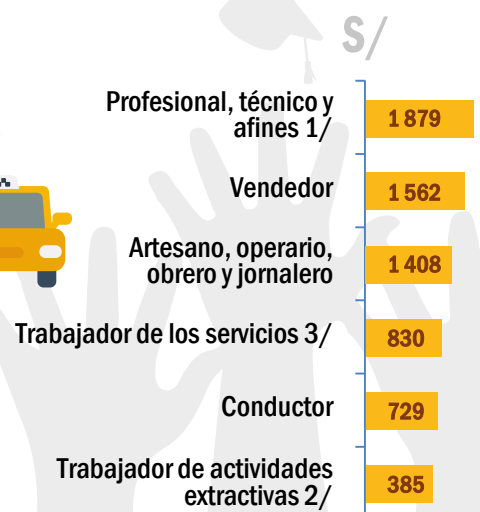 S/
Profesional, técnico y
afines 1/
1 879
Vendedor
1 562
Artesano, operario,
obrero y jornalero
1 408
Trabajador de los servicios 3/
830
Conductor
729
Trabajador de actividades
extractivas 2/
385